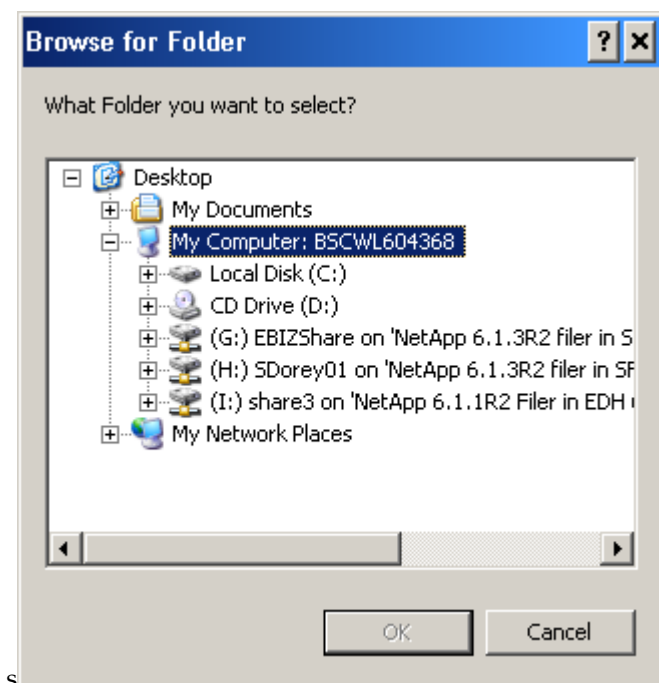 Browse for Folder
What Folder you want to select?
Desktop
My Documents
My Computer: BSCWL604368
Local Disk (C:)
CD Drive (D:)
(G:) EBIZShare on 'NetApp 6.1.3R2 filer in S
(H:) SDorey01 on 'NetApp 6.1.3R2 filer in SF
(I:) share3 on 'NetApp 6.1.1R2 Filer in EDH
My Network Places
OK Cancel
s